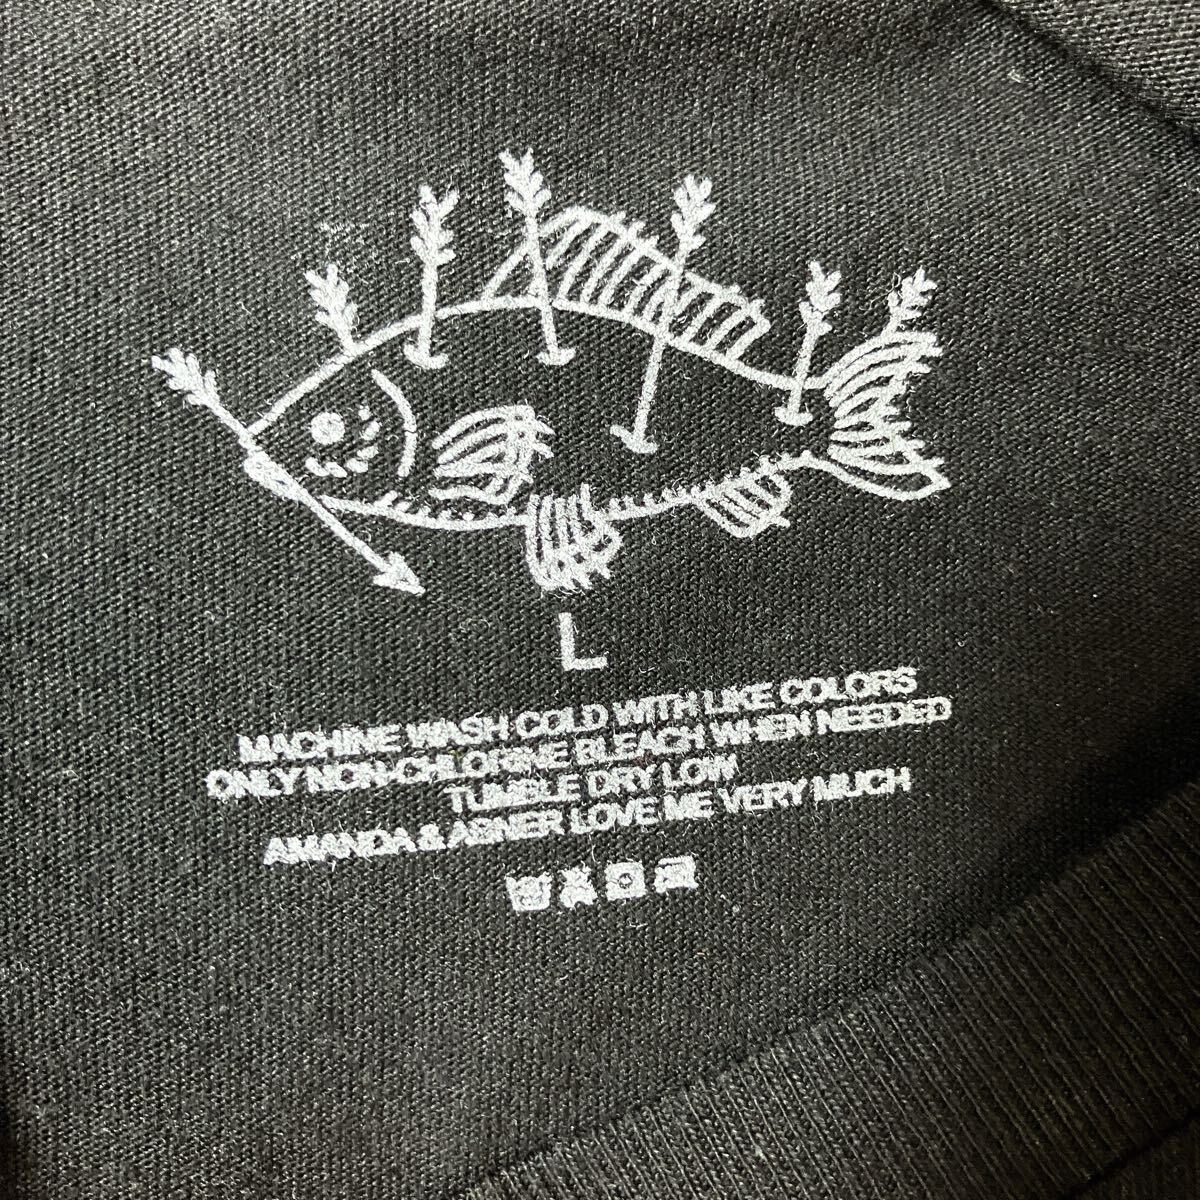 L
MACHINE WASH COLD WITH LIKE COLORS
ONLY NON-CHLORINE BLEACH WHEN NEEDED
TUMBLE DRY LOW
AMANDA & AGNER LOVE ME VERY MUCH